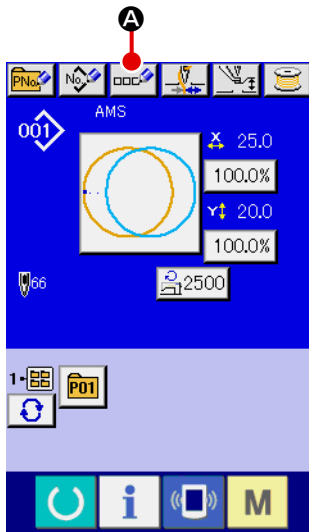 A
PNo. No.
AMS
001
X 25.0
100.0%
Y 20.0
100.0%
66
2500
1-
P01
i M